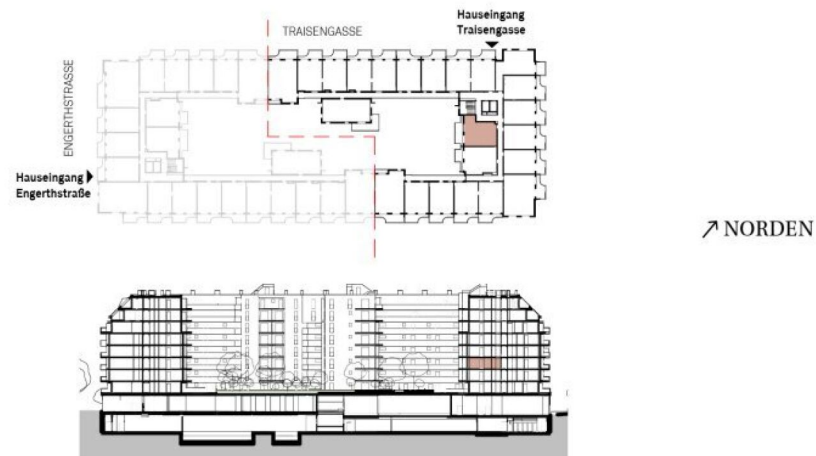 Hauseingang
Traisengasse
TRAISENGASSE
ENGERTHSTRASSE
Hauseingang
Engerthstraße
NORDEN